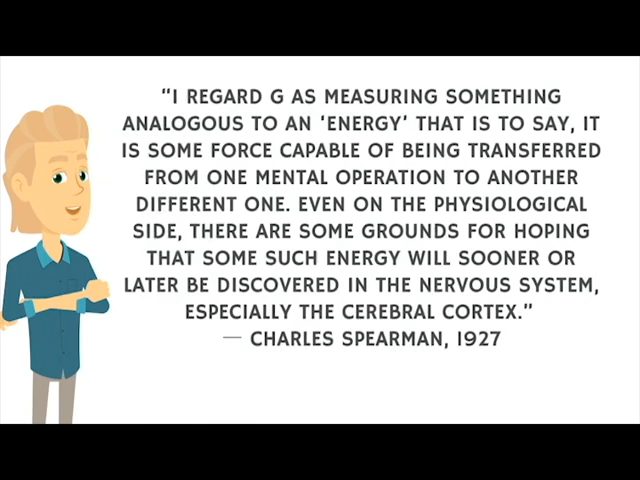 “I REGARD G AS MEASURING SOMETHING
ANALOGOUS TO AN ‘ENERGY’ THAT IS TO SAY, IT
IS SOME FORCE CAPABLE OF BEING TRANSFERRED
FROM ONE MENTAL OPERATION TO ANOTHER
DIFFERENT ONE. EVEN ON THE PHYSIOLOGICAL
SIDE, THERE ARE SOME GROUNDS FOR HOPING
THAT SOME SUCH ENERGY WILL SOONER OR
LATER BE DISCOVERED IN THE NERVOUS SYSTEM,
ESPECIALLY THE CEREBRAL CORTEX.”
— CHARLES SPEARMAN, 1927